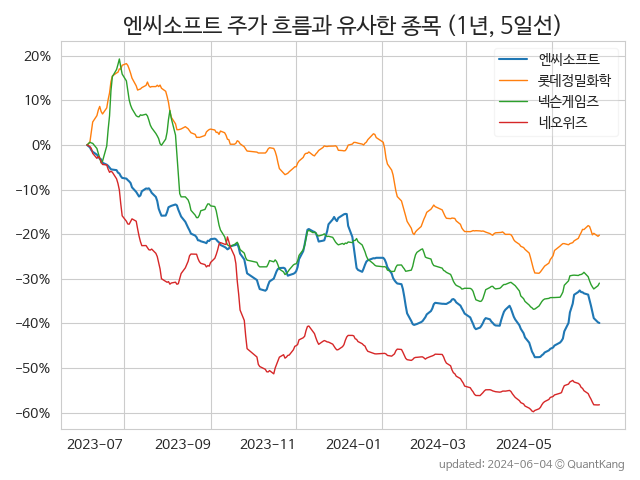 엔씨소프트 주가 흐름과 유사한 종목 (1년, 5일선)
엔씨소프트
롯데정밀화학
넥슨게임즈
네오위즈
20%
10%
0%
−10%
−20%
−30%
−40%
−50%
−60%
2023-07 2023-09 2023-11 2024-01 2024-03 2024-05
updated: 2024-06-04 © QuantKang